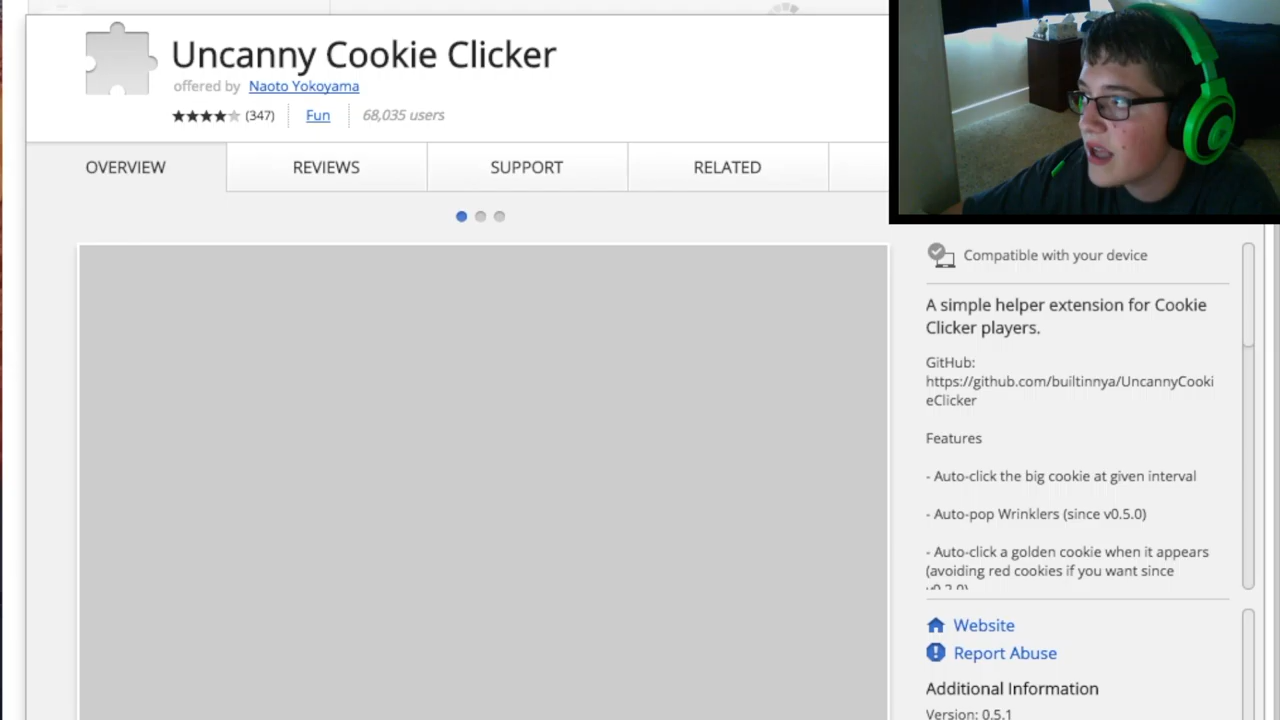 Uncanny Cookie Clicker
offered by Naoto Yokoyama
(347)
Fun
68,035 users
OVERVIEW
REVIEWS
SUPPORT
RELATED
Compatible with your device
A simple helper extension for Cookie
Clicker players.
GitHub:
https://github.com/builtinnya/UncannyCooki
eClicker
Features
- Auto-click the big cookie at given interval
- Auto-pop Wrinklers (since v0.5.0)
- Auto-click a golden cookie when it appears
(avoiding red cookies if you want since
Website
Report Abuse
Additional Information
Version: 0.5.1